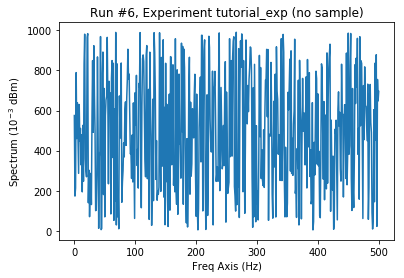 Run #6, Experiment tutorial_exp (no sample)
1000
800
600
400
200
0
Spectrum (10⁻³ dBm)
0 100 200 300 400 500
Freq Axis (Hz)